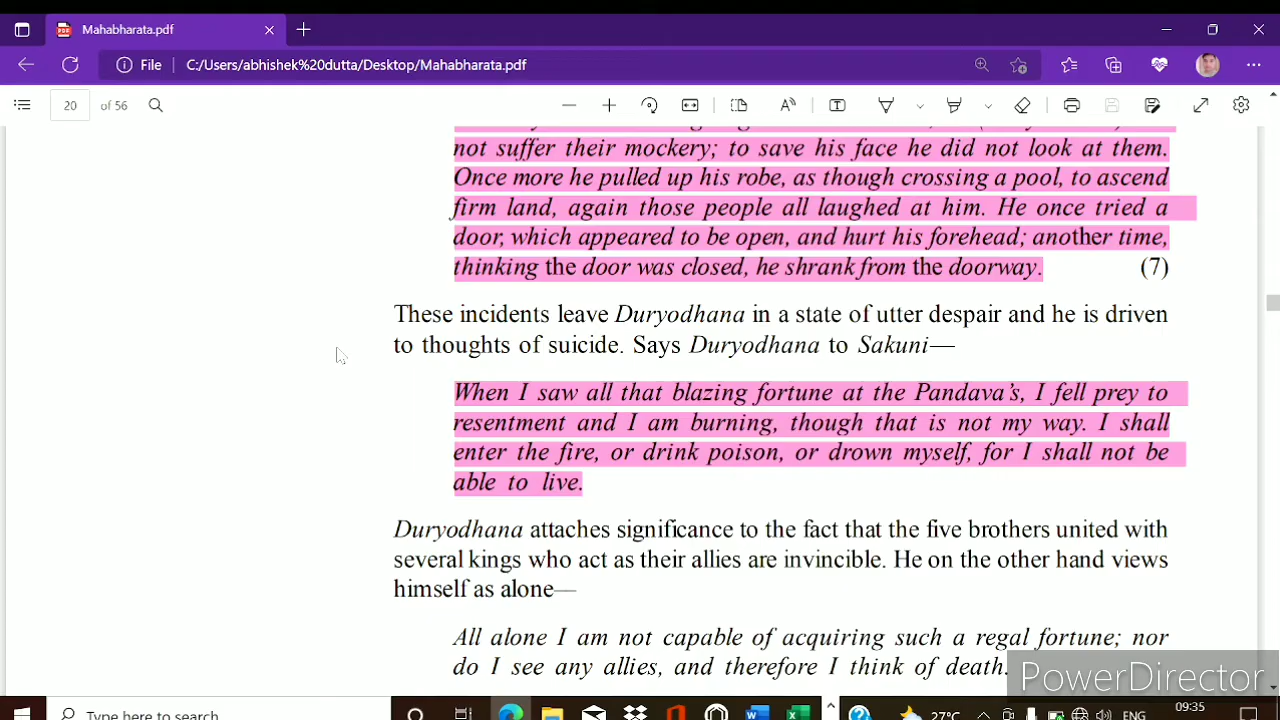 Mahabharata.pdf
File C:/Users/abhishek%20dutta/Desktop/Mahabharata.pdf
20 of 56
not suffer their mockery; to save his face he did not look at them.
Once more he pulled up his robe, as though crossing a pool, to ascend
firm land, again those people all laughed at him. He once tried a
door, which appeared to be open, and hurt his forehead; another time,
thinking the door was closed, he shrank from the doorway. (7)
These incidents leave Duryodhana in a state of utter despair and he is driven
to thoughts of suicide. Says Duryodhana to Sakuni—
When I saw all that blazing fortune at the Pandava's, I fell prey to
resentment and I am burning, though that is not my way. I shall
enter the fire, or drink poison, or drown myself, for I shall not be
able to live.
Duryodhana attaches significance to the fact that the five brothers united with
several kings who act as their allies are invincible. He on the other hand views
himself as alone—
All alone I am not capable of acquiring such a regal fortune; nor
do I see any allies, and therefore I think of death.
PowerDirector
Type here to search
27°C
ENG
09:35